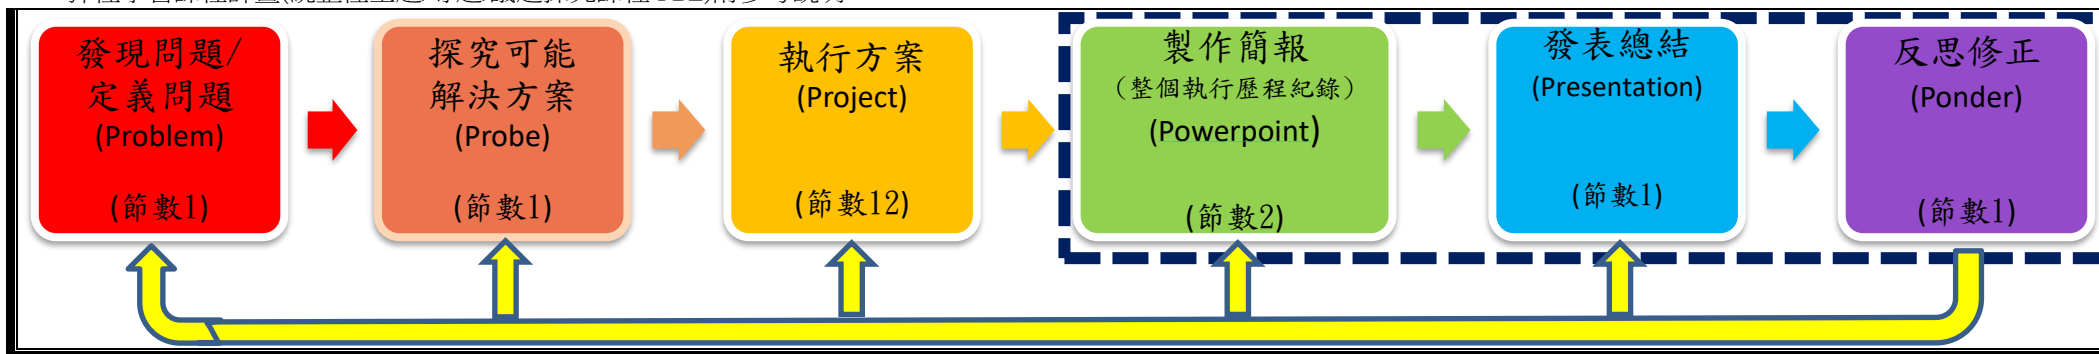 發現問題/
定義問題
(Problem)
(節數1)
探究可能
解決方案
(Probe)
(節數1)
執行方案
(Project)
(節數12)
製作簡報
（整個執行歷程紀錄）
(Powerpoint)
(節數2)
發表總結
(Presentation)
(節數1)
反思修正
(Ponder)
(節數1)